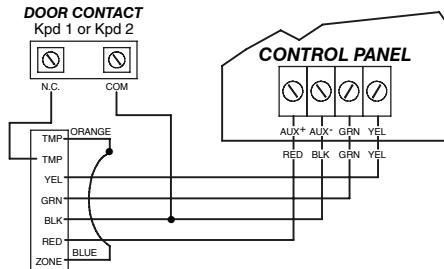 DOOR CONTACT
Kpd 1 or Kpd 2
N.C. COM
CONTROL PANEL
AUX+ AUX- GRN YEL
RED BLK GRN YEL
TMP ORANGE
TMP
YEL
GRN
BLK
RED
ZONE BLUE